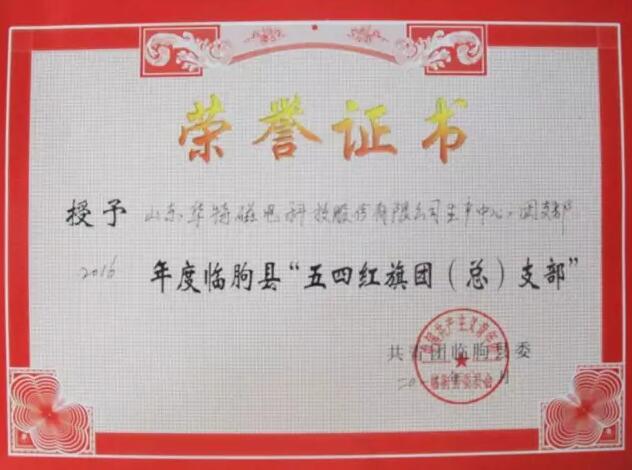 荣誉证书
授予 山东华特磁电科技股份有限公司生产中心团支部
2016 年度临朐县“五四红旗团（总）支部”
共青团临朐县委
年 月